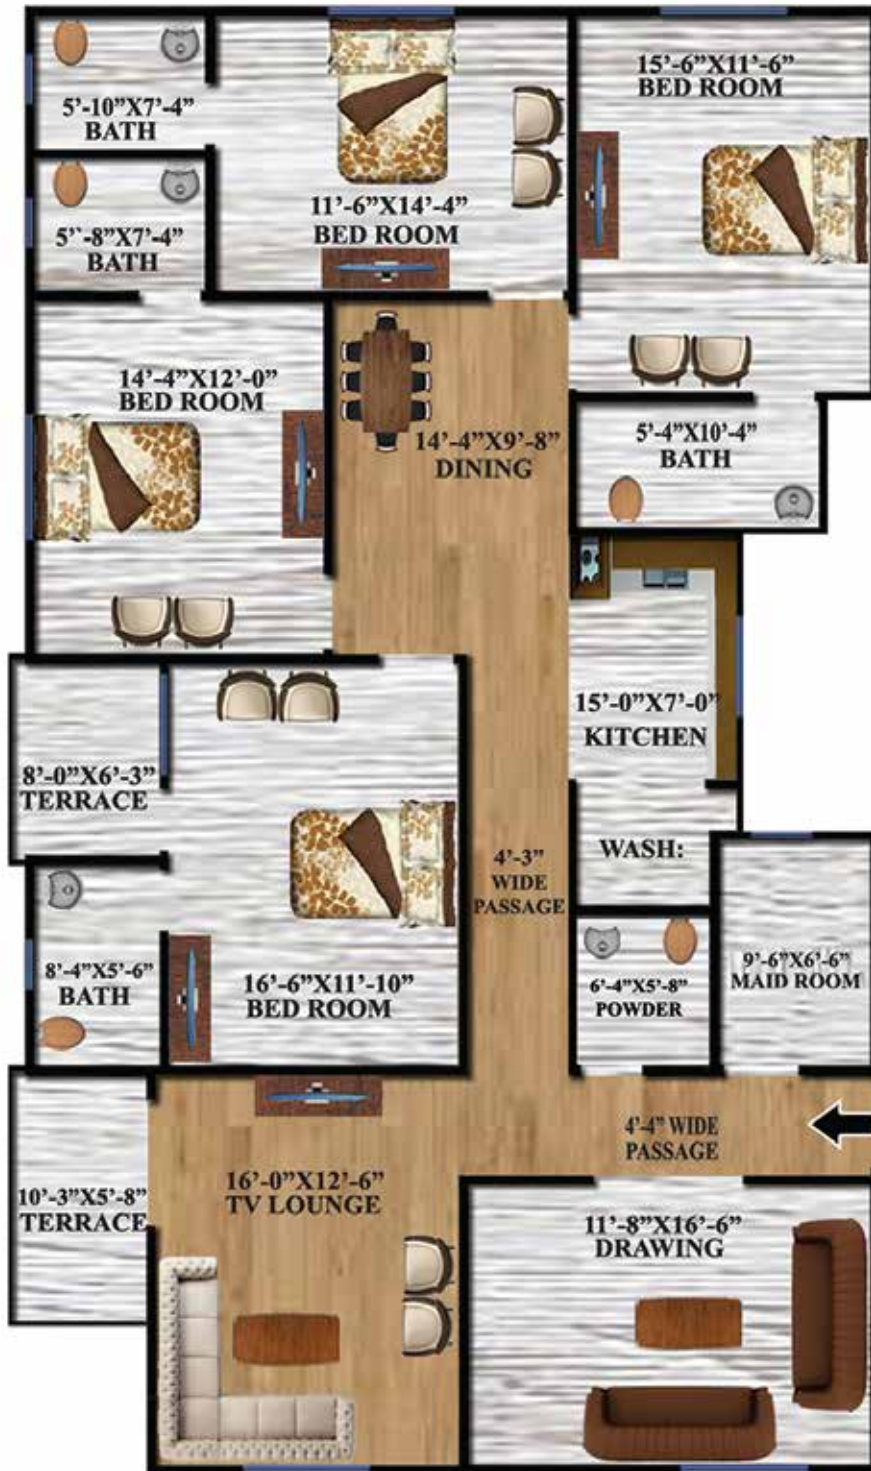 5’-10”X7’-4”
BATH
15’-6”X11’-6”
BED ROOM
11’-6”X14’-4”
BED ROOM
5’`-8”X7’-4”
BATH
14’-4”X12’-0”
BED ROOM
14’-4”X9’-8”
DINING
5’-4”X10’-4”
BATH
15’-0”X7’-0”
KITCHEN
8’-0”X6’-3”
TERRACE
WASH:
4’-3”
WIDE
PASSAGE
8’-4”X5’-6”
BATH
16’-6”X11’-10”
BED ROOM
6’-4”X5’-8”
POWDER
9’-6”X6’-6”
MAID ROOM
4’-4” WIDE
PASSAGE
16’-0”X12’-6”
TV LOUNGE
10’-3”X5’-8”
TERRACE
11’-8”X16’-6”
DRAWING